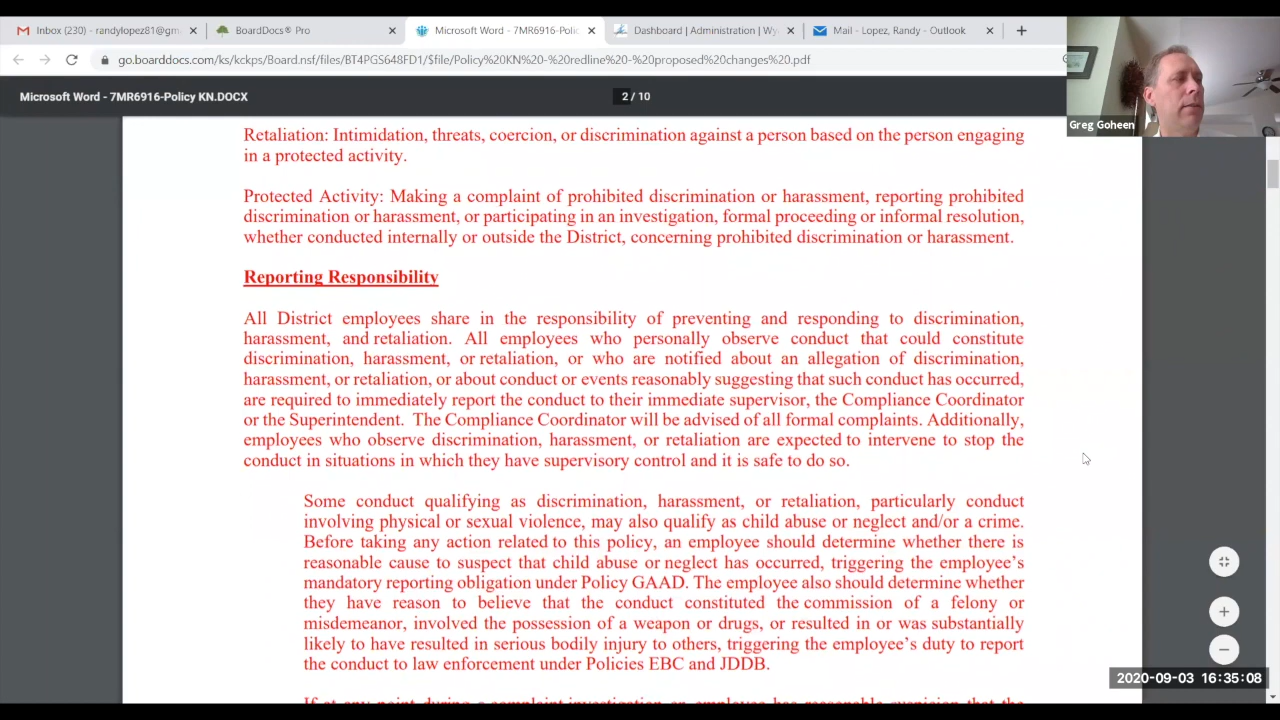 Inbox (230) - randylopez81@gm
BoardDocs® Pro
Microsoft Word - 7MR6916-Polic
Dashboard | Administration | Wy
Mail - Lopez, Randy - Outlook
go.boarddocs.com/ks/kckps/Board.nsf/files/BT4PGS648FD1/$file/Policy%20KN%20-%20redline%20-%20proposed%20changes%20.pdf
Microsoft Word - 7MR6916-Policy KN.DOCX
2 / 10
Greg Goheen
Retaliation: Intimidation, threats, coercion, or discrimination against a person based on the person engaging
in a protected activity.
Protected Activity: Making a complaint of prohibited discrimination or harassment, reporting prohibited
discrimination or harassment, or participating in an investigation, formal proceeding or informal resolution,
whether conducted internally or outside the District, concerning prohibited discrimination or harassment.
Reporting Responsibility
All District employees share in the responsibility of preventing and responding to discrimination,
harassment, and retaliation. All employees who personally observe conduct that could constitute
discrimination, harassment, or retaliation, or who are notified about an allegation of discrimination,
harassment, or retaliation, or about conduct or events reasonably suggesting that such conduct has occurred,
are required to immediately report the conduct to their immediate supervisor, the Compliance Coordinator
or the Superintendent. The Compliance Coordinator will be advised of all formal complaints. Additionally,
employees who observe discrimination, harassment, or retaliation are expected to intervene to stop the
conduct in situations in which they have supervisory control and it is safe to do so.
Some conduct qualifying as discrimination, harassment, or retaliation, particularly conduct
involving physical or sexual violence, may also qualify as child abuse or neglect and/or a crime.
Before taking any action related to this policy, an employee should determine whether there is
reasonable cause to suspect that child abuse or neglect has occurred, triggering the employee's
mandatory reporting obligation under Policy GAAD. The employee also should determine whether
they have reason to believe that the conduct constituted the commission of a felony or
misdemeanor, involved the possession of a weapon or drugs, or resulted in or was substantially
likely to have resulted in serious bodily injury to others, triggering the employee's duty to report
the conduct to law enforcement under Policies EBC and JDDB.
If at any point during a complaint investigation an employee has reasonable suspicion that the
2020-09-03 16:35:08